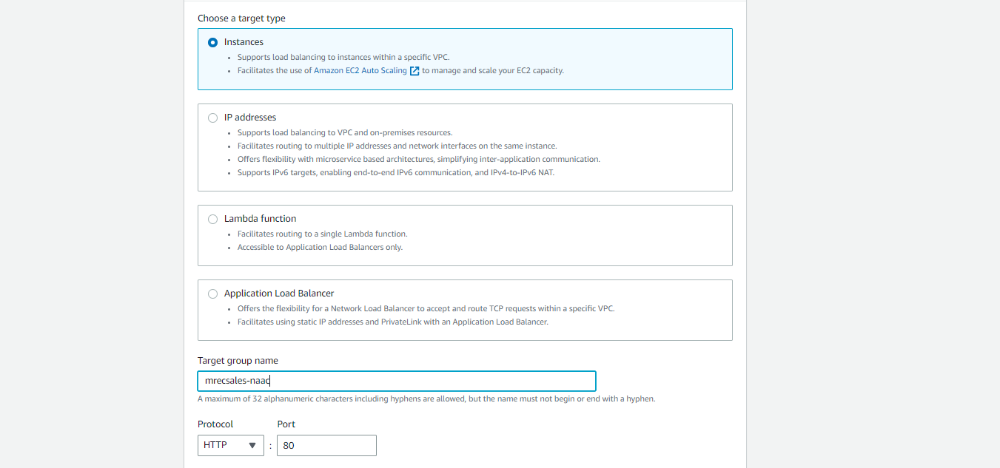 Choose a target type
Instances
• Supports load balancing to instances within a specific VPC.
• Facilitates the use of Amazon EC2 Auto Scaling to manage and scale your EC2 capacity.
IP addresses
• Supports load balancing to VPC and on-premises resources.
• Facilitates routing to multiple IP addresses and network interfaces on the same instance.
• Offers flexibility with microservice based architectures, simplifying inter-application communication.
• Supports IPv6 targets, enabling end-to-end IPv6 communication, and IPv4-to-IPv6 NAT.
Lambda function
• Facilitates routing to a single Lambda function.
• Accessible to Application Load Balancers only.
Application Load Balancer
• Offers the flexibility for a Network Load Balancer to accept and route TCP requests within a specific VPC.
• Facilitates using static IP addresses and PrivateLink with an Application Load Balancer.
Target group name
mrecsales-naac
A maximum of 32 alphanumeric characters including hyphens are allowed, but the name must not begin or end with a hyphen.
Protocol Port
HTTP : 80